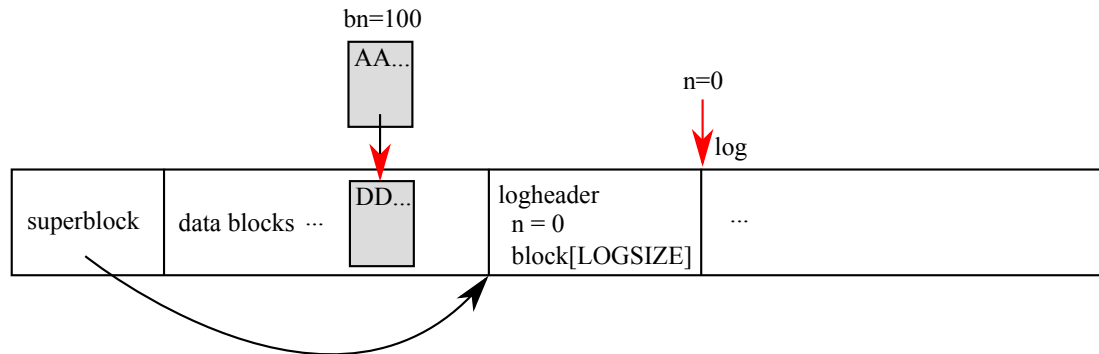 bn=100
AA...
n=0
log
superblock
data blocks ...
DD...
logheader
n = 0
block[LOGSIZE]
...